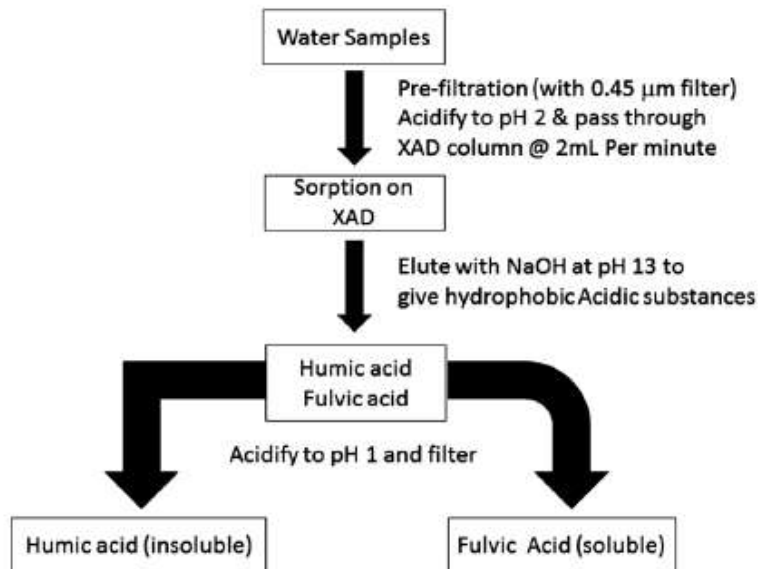 Water Samples
Pre-filtration (with 0.45 μm filter)
Acidify to pH 2 & pass through
XAD column @ 2mL Per minute
Sorption on
XAD
Elute with NaOH at pH 13 to
give hydrophobic Acidic substances
Humic acid
Fulvic acid
Acidify to pH 1 and filter
Humic acid (insoluble)
Fulvic Acid (soluble)